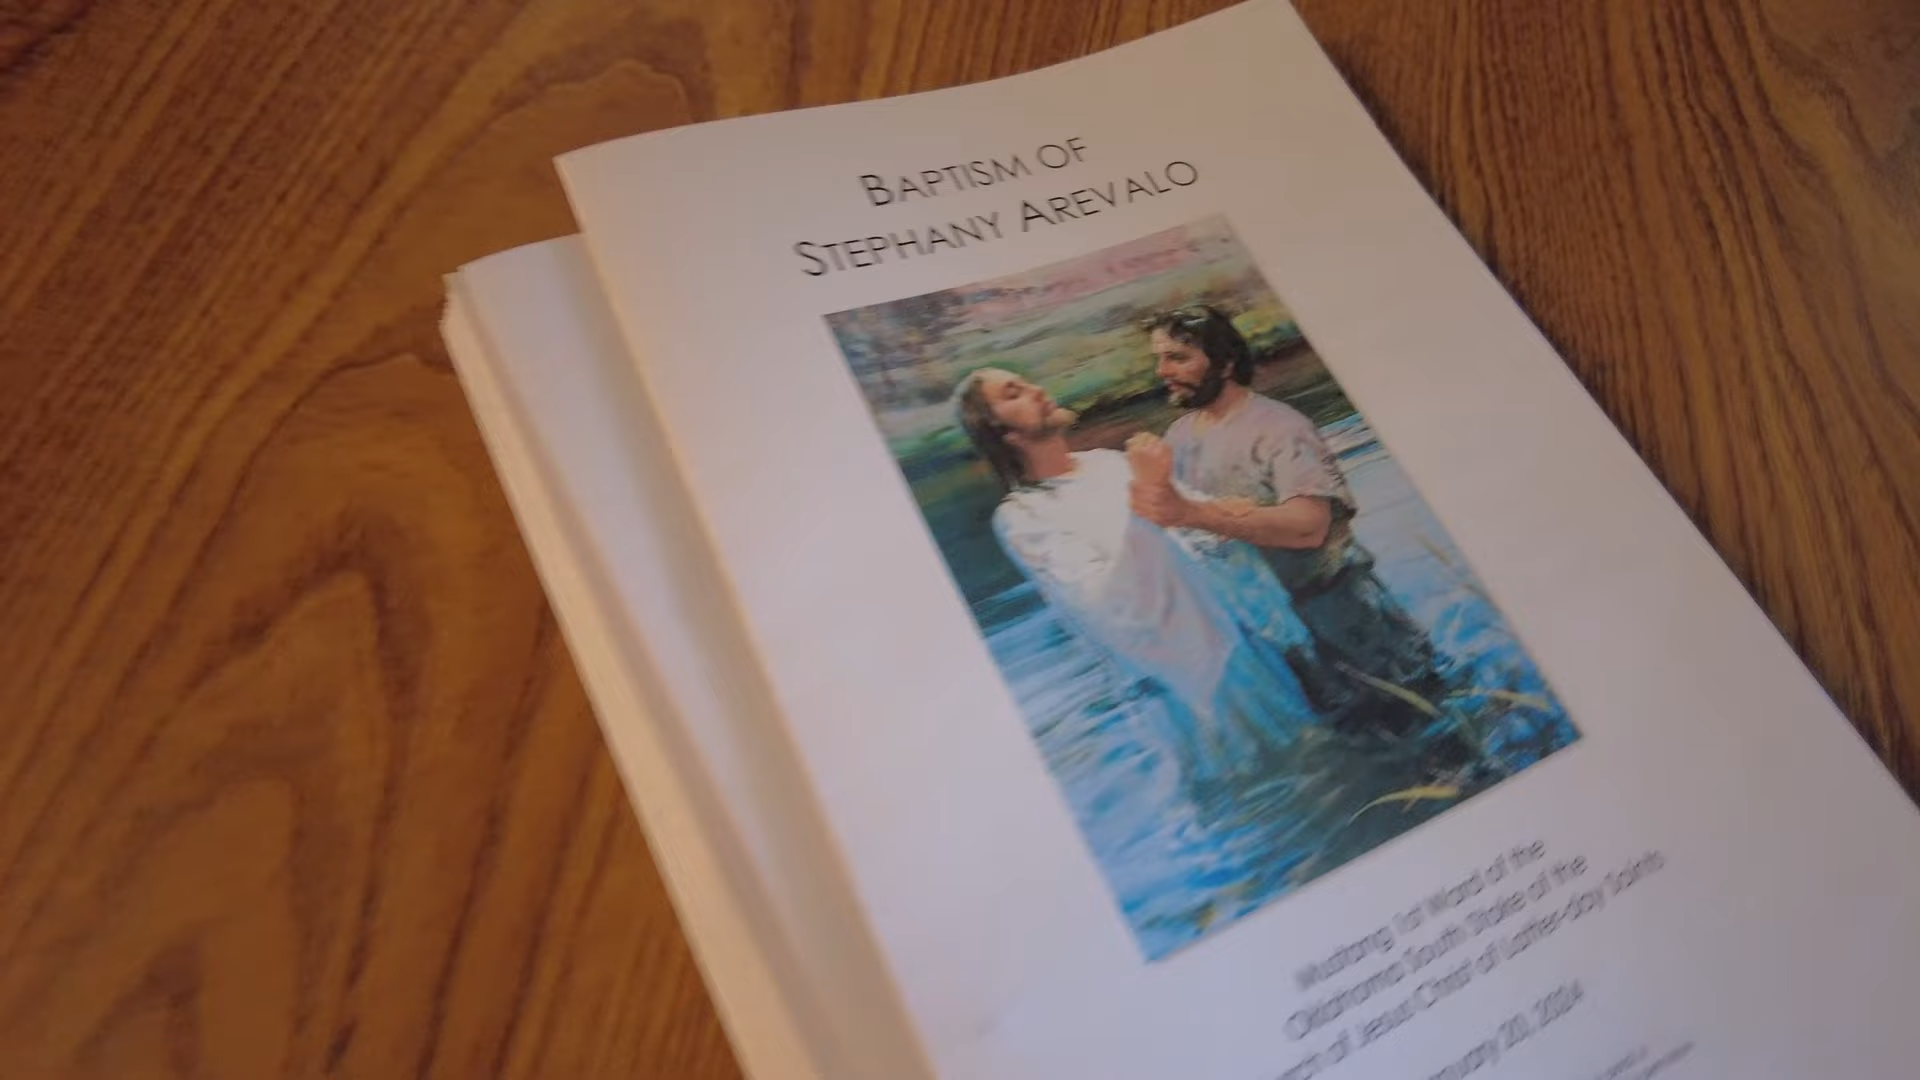 BAPTISM OF
STEPHANY AREVALO
Mustang 1st Ward of the
Oklahoma South Stake of the
of Jesus Christ of Latter-day Saints
20, 2024